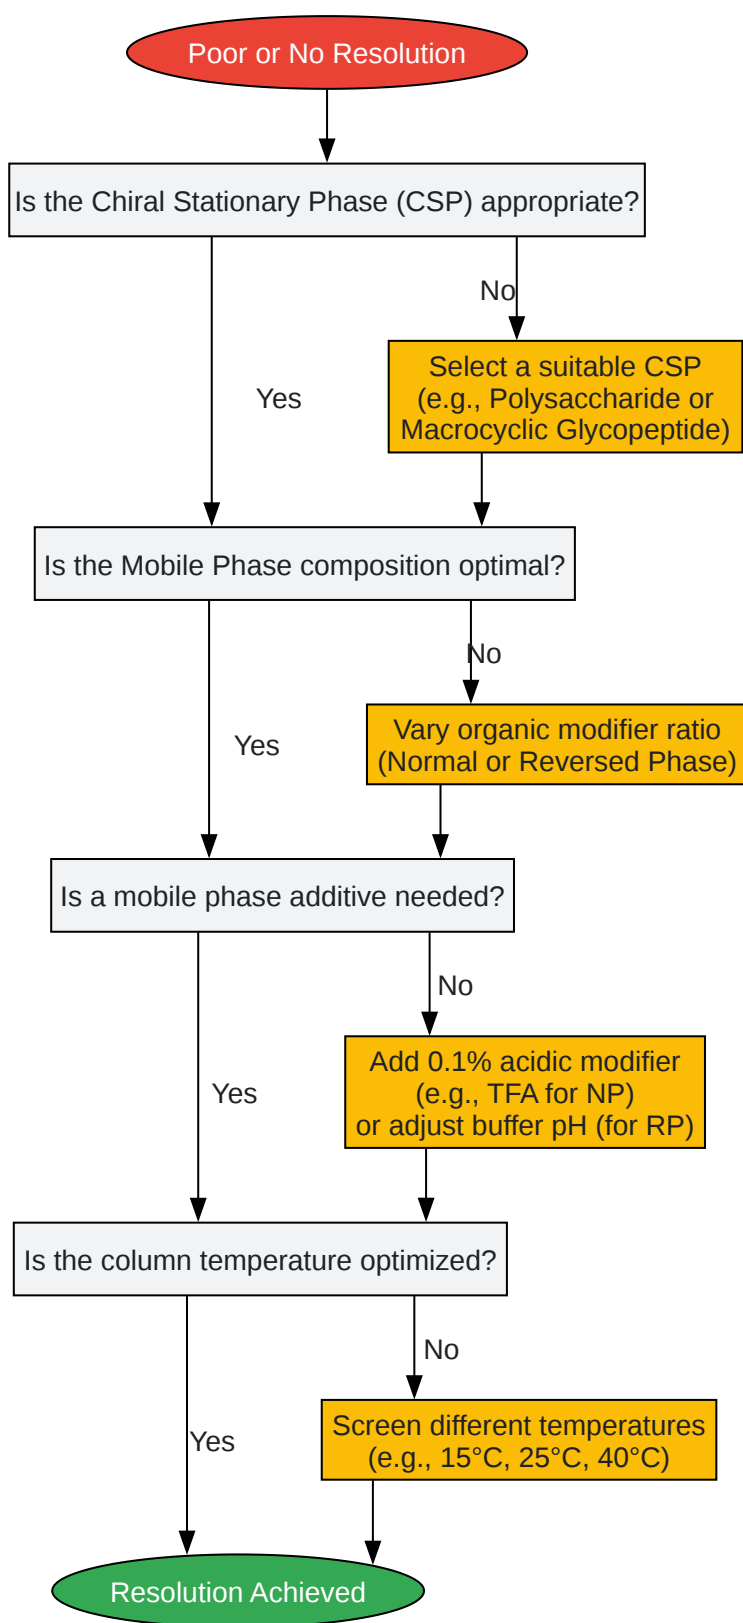 Poor or No Resolution
Is the Chiral Stationary Phase (CSP) appropriate?
No
Select a suitable CSP
(e.g., Polysaccharide or
Macrocyclic Glycopeptide)
Yes
Is the Mobile Phase composition optimal?
No
Vary organic modifier ratio
(Normal or Reversed Phase)
Yes
Is a mobile phase additive needed?
No
Add 0.1% acidic modifier
(e.g., TFA for NP)
or adjust buffer pH (for RP)
Yes
Is the column temperature optimized?
No
Screen different temperatures
(e.g., 15°C, 25°C, 40°C)
Yes
Resolution Achieved